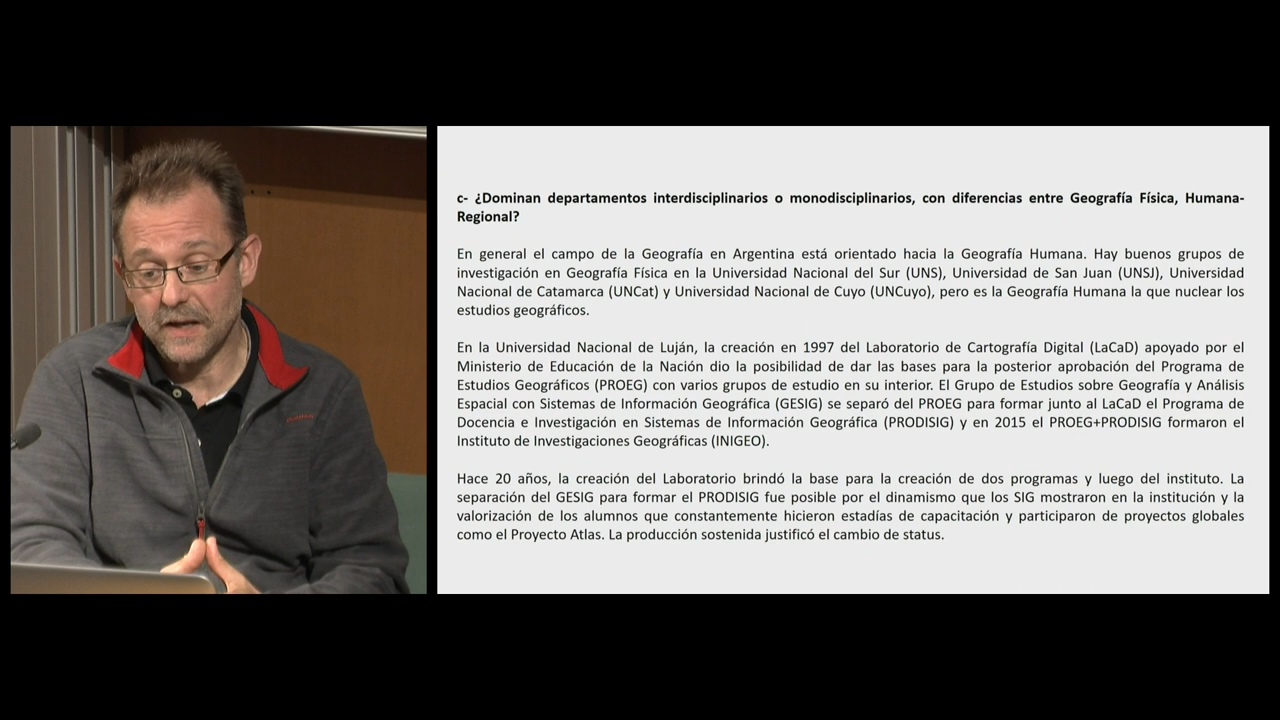 c- ¿Dominan departamentos interdisciplinarios o monodisciplinarios, con diferencias entre Geografía Física, Humana-
Regional?
En general el campo de la Geografía en Argentina está orientado hacia la Geografía Humana. Hay buenos grupos de
investigación en Geografía Física en la Universidad Nacional del Sur (UNS), Universidad de San Juan (UNSJ), Universidad
Nacional de Catamarca (UNCat) y Universidad Nacional de Cuyo (UNCuyo), pero es la Geografía Humana la que nuclear los
estudios geográficos.
En la Universidad Nacional de Luján, la creación en 1997 del Laboratorio de Cartografía Digital (LaCaD) apoyado por el
Ministerio de Educación de la Nación dio la posibilidad de dar las bases para la posterior aprobación del Programa de
Estudios Geográficos (PROEG) con varios grupos de estudio en su interior. El Grupo de Estudios sobre Geografía y Análisis
Espacial con Sistemas de Información Geográfica (GESIG) se separó del PROEG para formar junto al LaCaD el Programa de
Docencia e Investigación en Sistemas de Información Geográfica (PRODISIG) y en 2015 el PROEG+PRODISIG formaron el
Instituto de Investigaciones Geográficas (INIGEO).
Hace 20 años, la creación del Laboratorio brindó la base para la creación de dos programas y luego del instituto. La
separación del GESIG para formar el PRODISIG fue posible por el dinamismo que los SIG mostraron en la institución y la
valorización de los alumnos que constantemente hicieron estadías de capacitación y participaron de proyectos globales
como el Proyecto Atlas. La producción sostenida justificó el cambio de status.